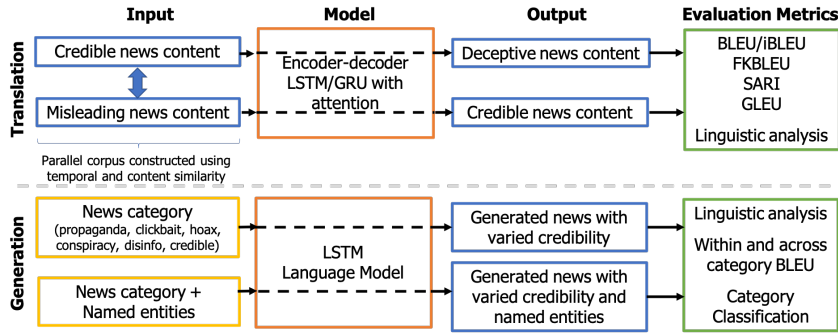 Input
Model
Output
Evaluation Metrics
Translation
Credible news content
Misleading news content
Parallel corpus constructed using
temporal and content similarity
Encoder-decoder
LSTM/GRU with
attention
Deceptive news content
Credible news content
BLEU/iBLEU
FKBLEU
SARI
GLEU
Linguistic analysis
Generation
News category
(propaganda, clickbait, hoax,
conspiracy, disinfo, credible)
News category +
Named entities
LSTM
Language Model
Generated news with
varied credibility
Generated news with
varied credibility and
named entities
Linguistic analysis
Within and across
category BLEU
Category
Classification